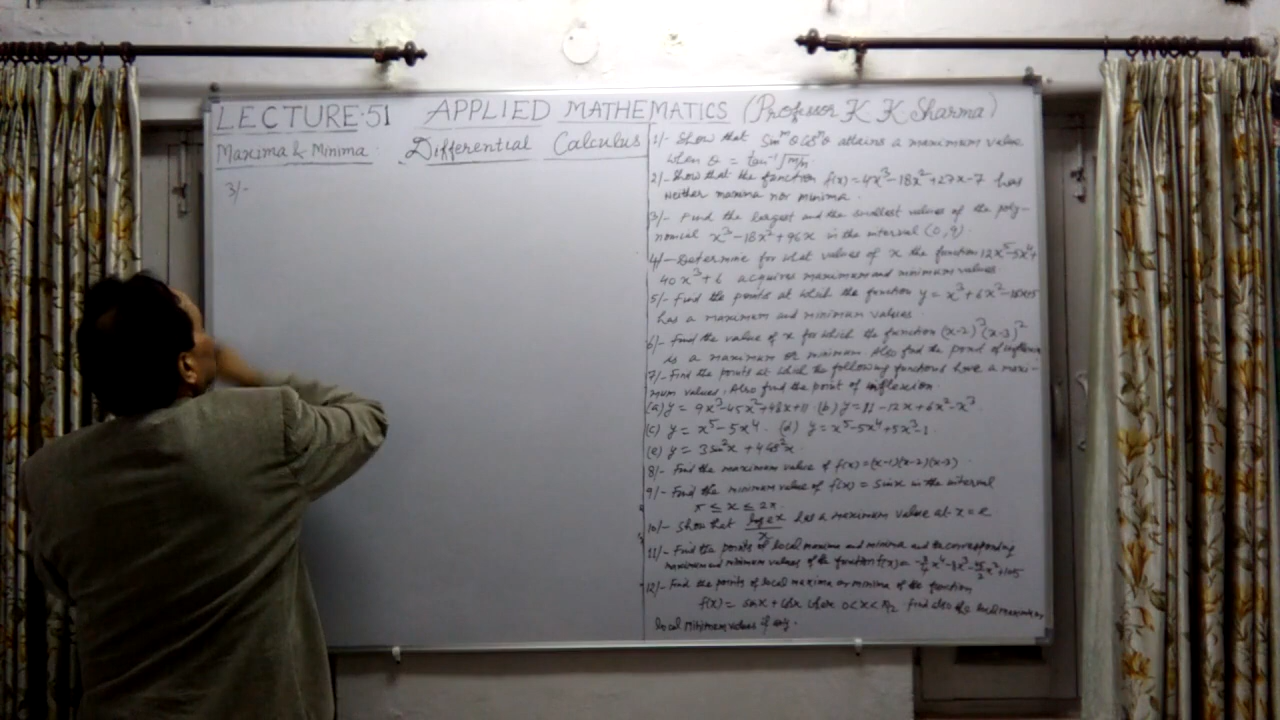 LECTURE-51 APPLIED MATHEMATICS (Professor K K Sharma)
Maxima & Minima. Differential Calculus
3/-
1/- Show that Sin^m θ Cos^n θ attains a maximum value
when θ = tan⁻¹ √m/n.
2/- Show that the function f(x) = 4x³-18x²+27x-7 has
neither maxima nor minima.
3/- Find the largest and the smallest values of the poly-
nomial x³-18x²+96x in the interval (0,9)
4/- Determine for what values of x the function 12x⁵-5x⁴+
40x³+6 acquires maximum and minimum values
5/- Find the points at which the function y = x³+6x²-15x+5
has a maximum and minimum values.
6/- Find the value of x for which the function (x-2)³(x-3)²
is a maximum or minimum. Also find the point of inflexion
7/- Find the points at which the following functions have a maxi-
mum values. Also find the point of inflexion.
(a) y = 9x³-45x²+48x+11 (b) y = 11-12x+6x²-x³.
(c) y = x⁵-5x⁴. (d) y = x⁵-5x⁴+5x³-1
(e) y = 3 sin²x + 4 cos²x
8/- Find the maximum value of f(x) = (x-1)(x-2)(x-3)
9/- Find the minimum value of f(x) = sinx in the interval
π ≤ x ≤ 2π.
10/- Show that log x/x has a maximum value at x = e
11/- Find the points of local maxima and minima and the corresponding
maximum and minimum values of the function f(x) = -3/4x⁴-8x³-45/2x²+105
12/- Find the points of local maxima or minima of the function
f(x) = sinx + cosx where 0<x<π/2 find also the local maximum,
local minimum values if any.